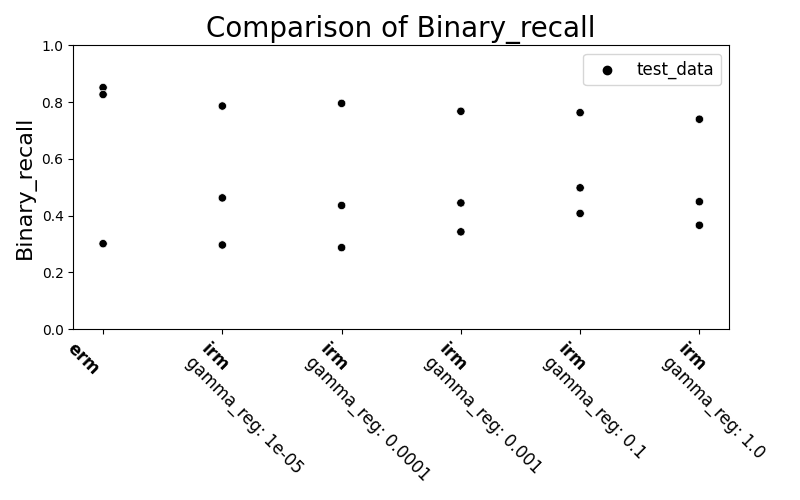 Comparison of Binary_recall
test_data
Binary_recall
1.0
0.8
0.6
0.4
0.2
0.0
erm
irm
gamma_reg: 1e-05
irm
gamma_reg: 0.0001
irm
gamma_reg: 0.001
irm
gamma_reg: 0.1
irm
gamma_reg: 1.0